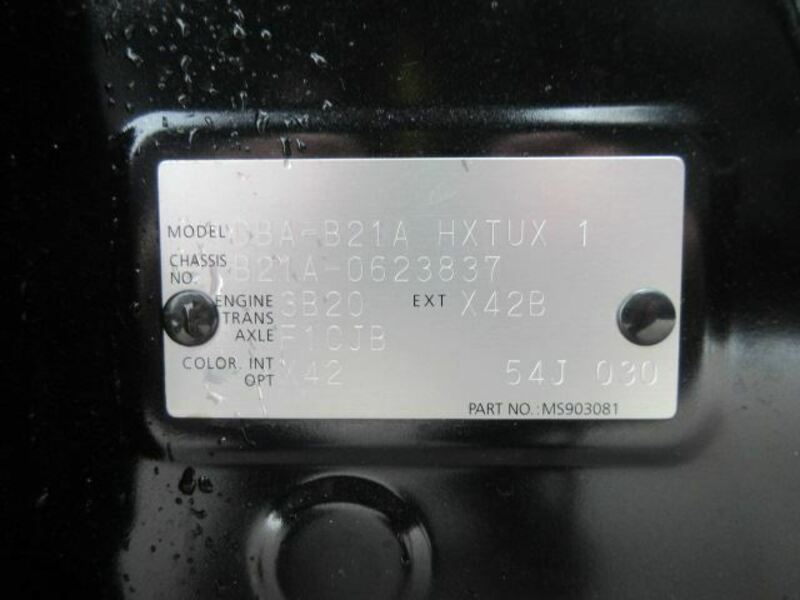 MODEL DBA-B21A HXTUX 1
CHASSIS B21A-0623837
NO.
ENGINE 3B20 EXT X42B
TRANS
AXLE F1CJB
COLOR. INT X42 54J 030
OPT
PART NO.:MS903081